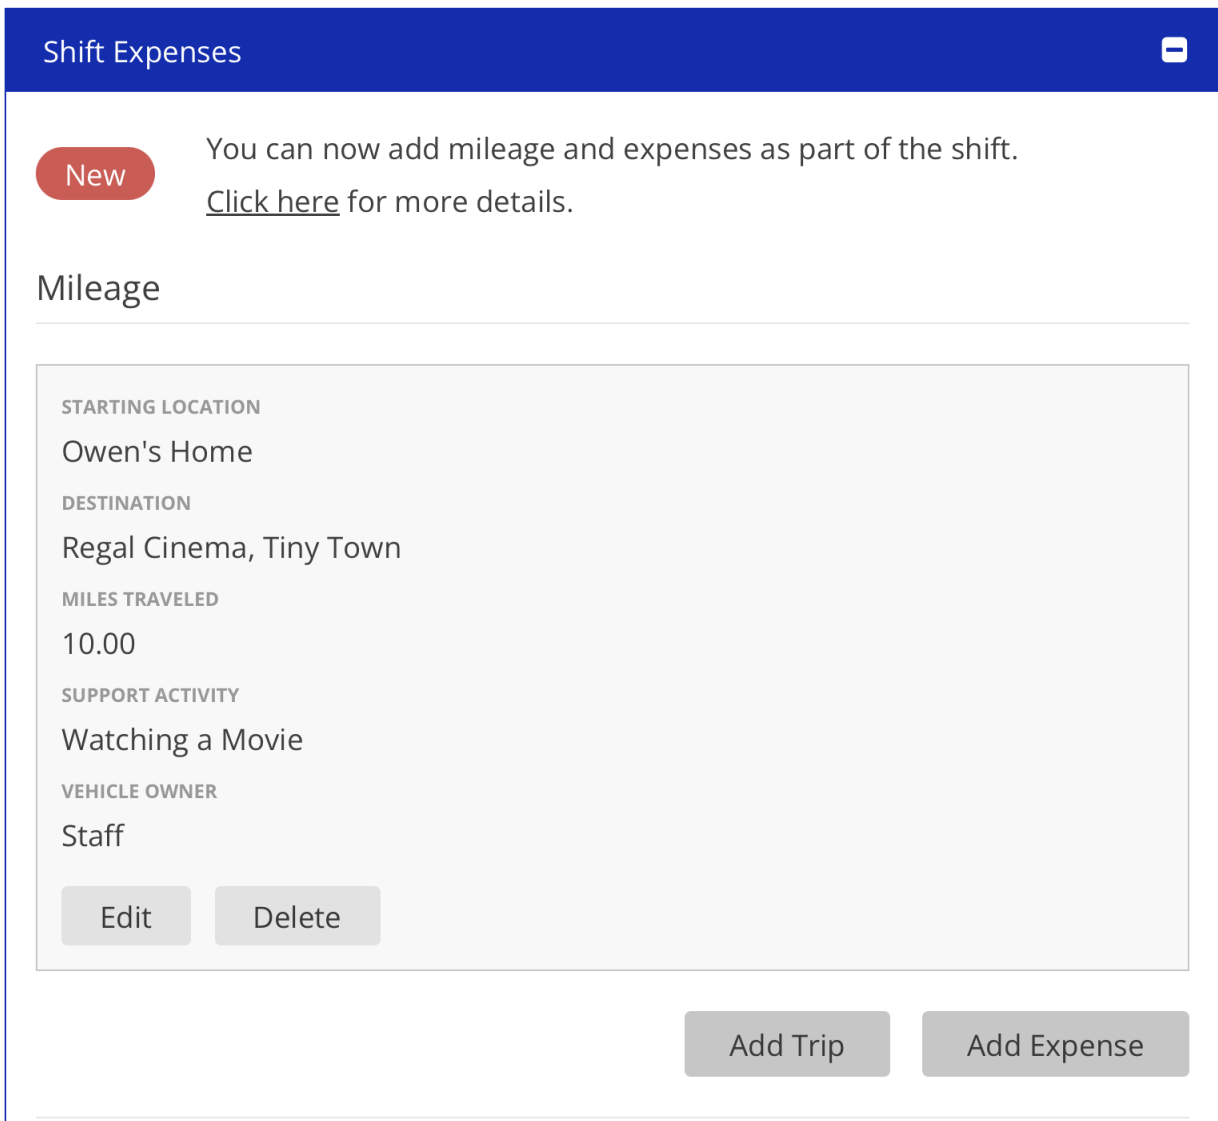 Shift Expenses
New
You can now add mileage and expenses as part of the shift.
Click here for more details.
Mileage
STARTING LOCATION
Owen's Home
DESTINATION
Regal Cinema, Tiny Town
MILES TRAVELED
10.00
SUPPORT ACTIVITY
Watching a Movie
VEHICLE OWNER
Staff
Edit Delete
Add Trip Add Expense